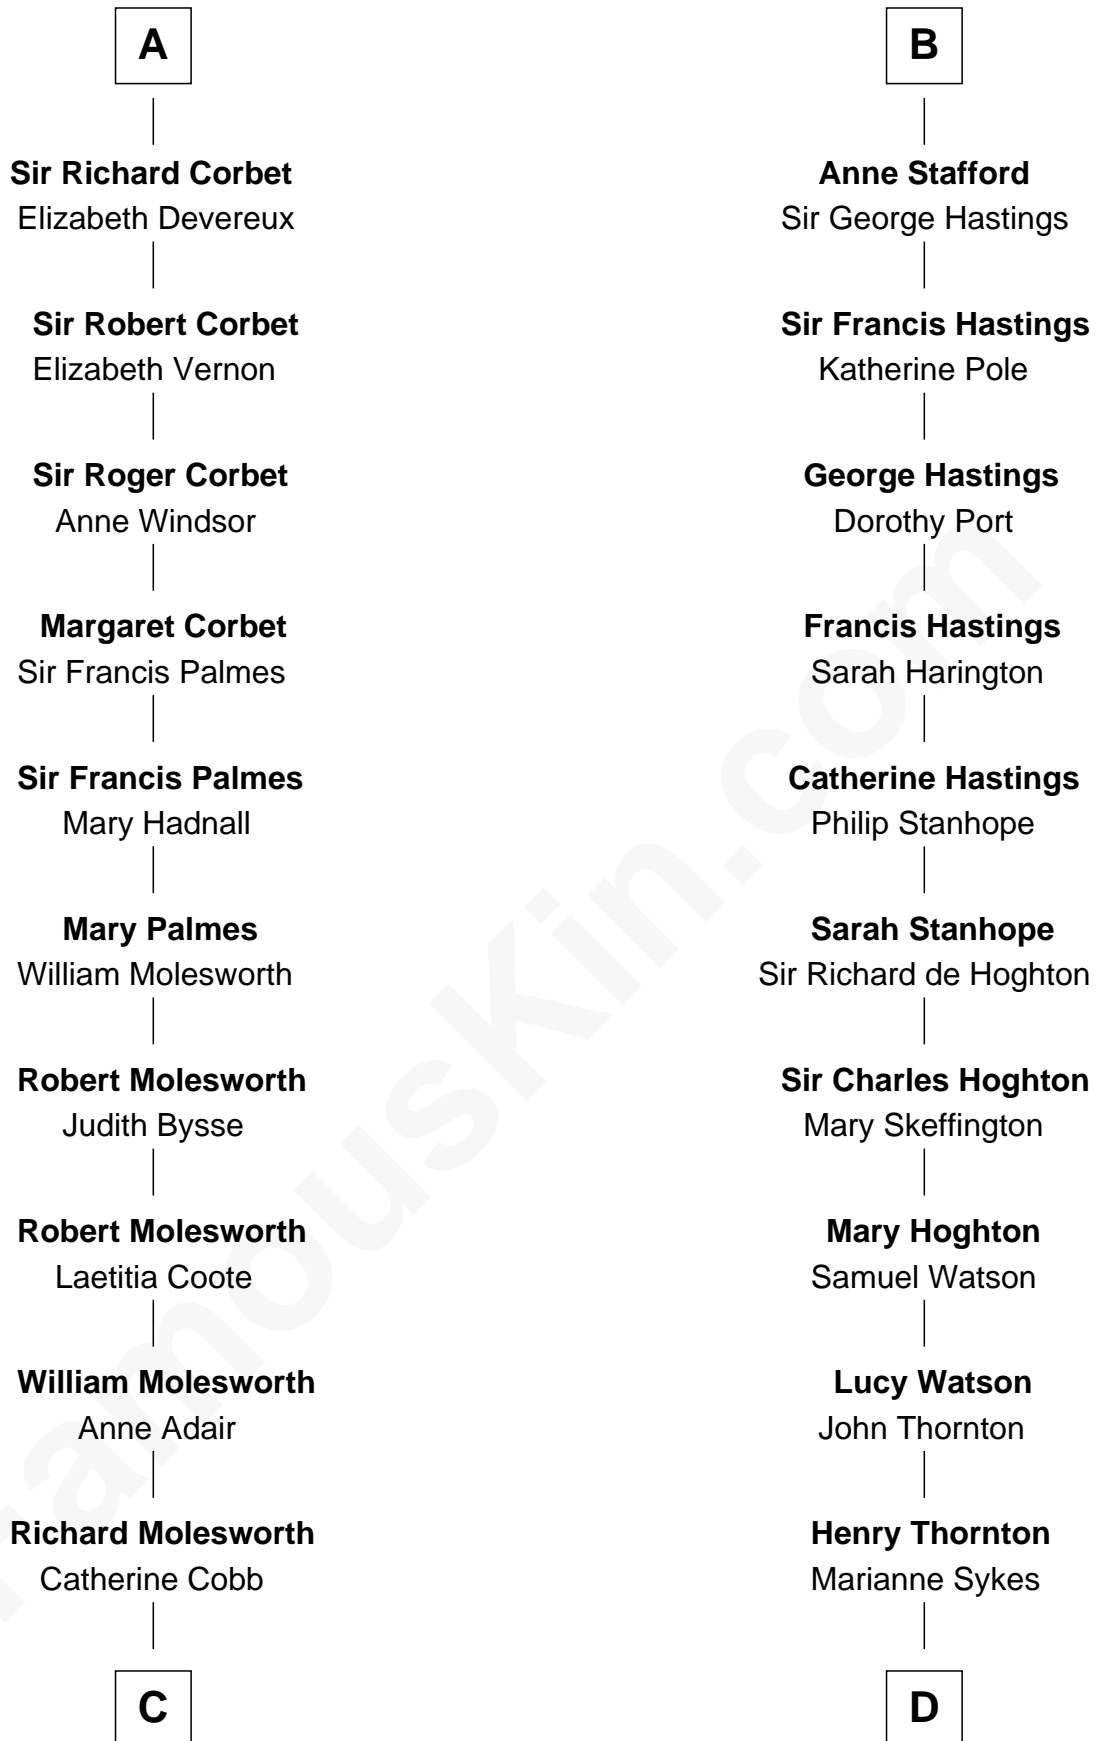 A
Sir Richard Corbet
Elizabeth Devereux
Sir Robert Corbet
Elizabeth Vernon
Sir Roger Corbet
Anne Windsor
Margaret Corbet
Sir Francis Palmes
Sir Francis Palmes
Mary Hadnall
Mary Palmes
William Molesworth
Robert Molesworth
Judith Bysse
Robert Molesworth
Laetitia Coote
William Molesworth
Anne Adair
Richard Molesworth
Catherine Cobb
C
B
Anne Stafford
Sir George Hastings
Sir Francis Hastings
Katherine Pole
George Hastings
Dorothy Port
Francis Hastings
Sarah Harington
Catherine Hastings
Philip Stanhope
Sarah Stanhope
Sir Richard de Hoghton
Sir Charles Hoghton
Mary Skeffington
Mary Hoghton
Samuel Watson
Lucy Watson
John Thornton
Henry Thornton
Marianne Sykes
D
FamousKin.com